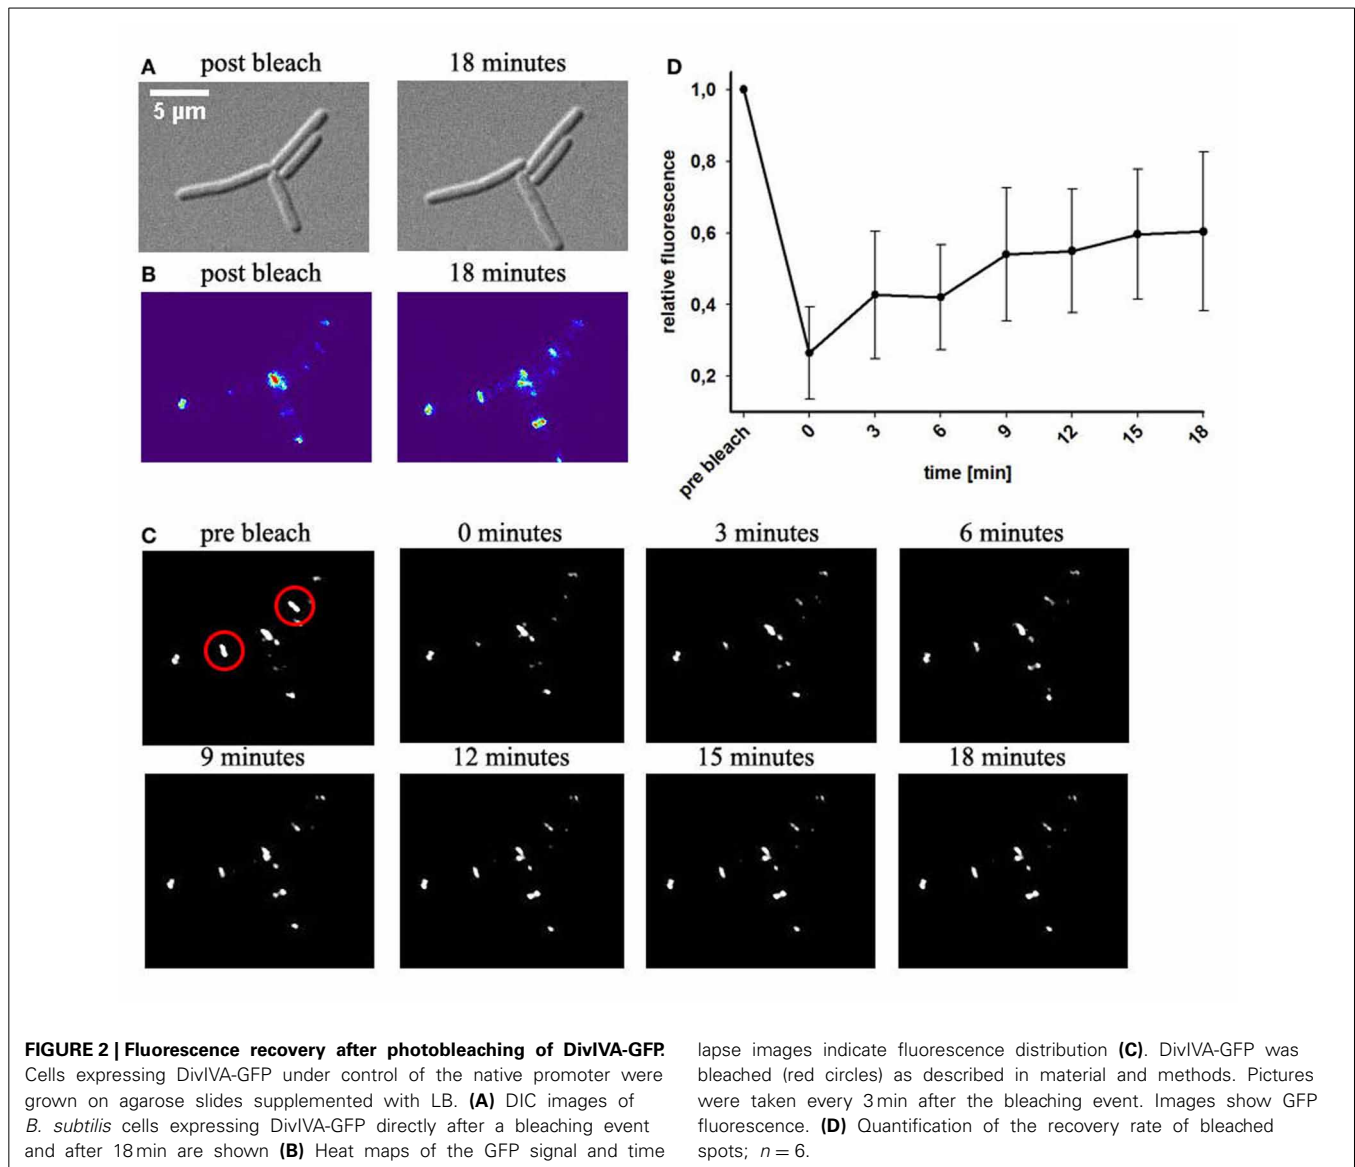 A post bleach 18 minutes
5 µm
B post bleach 18 minutes
D
1,0
0,8
0,6
0,4
0,2
relative fluorescence
pre bleach 0 3 6 9 12 15 18
time [min]
C pre bleach 0 minutes 3 minutes 6 minutes
9 minutes 12 minutes 15 minutes 18 minutes
FIGURE 2 | Fluorescence recovery after photobleaching of DivIVA-GFP.
Cells expressing DivIVA-GFP under control of the native promoter were
grown on agarose slides supplemented with LB. (A) DIC images of
B. subtilis cells expressing DivIVA-GFP directly after a bleaching event
and after 18 min are shown (B) Heat maps of the GFP signal and time
lapse images indicate fluorescence distribution (C). DivIVA-GFP was
bleached (red circles) as described in material and methods. Pictures
were taken every 3 min after the bleaching event. Images show GFP
fluorescence. (D) Quantification of the recovery rate of bleached
spots; n = 6.